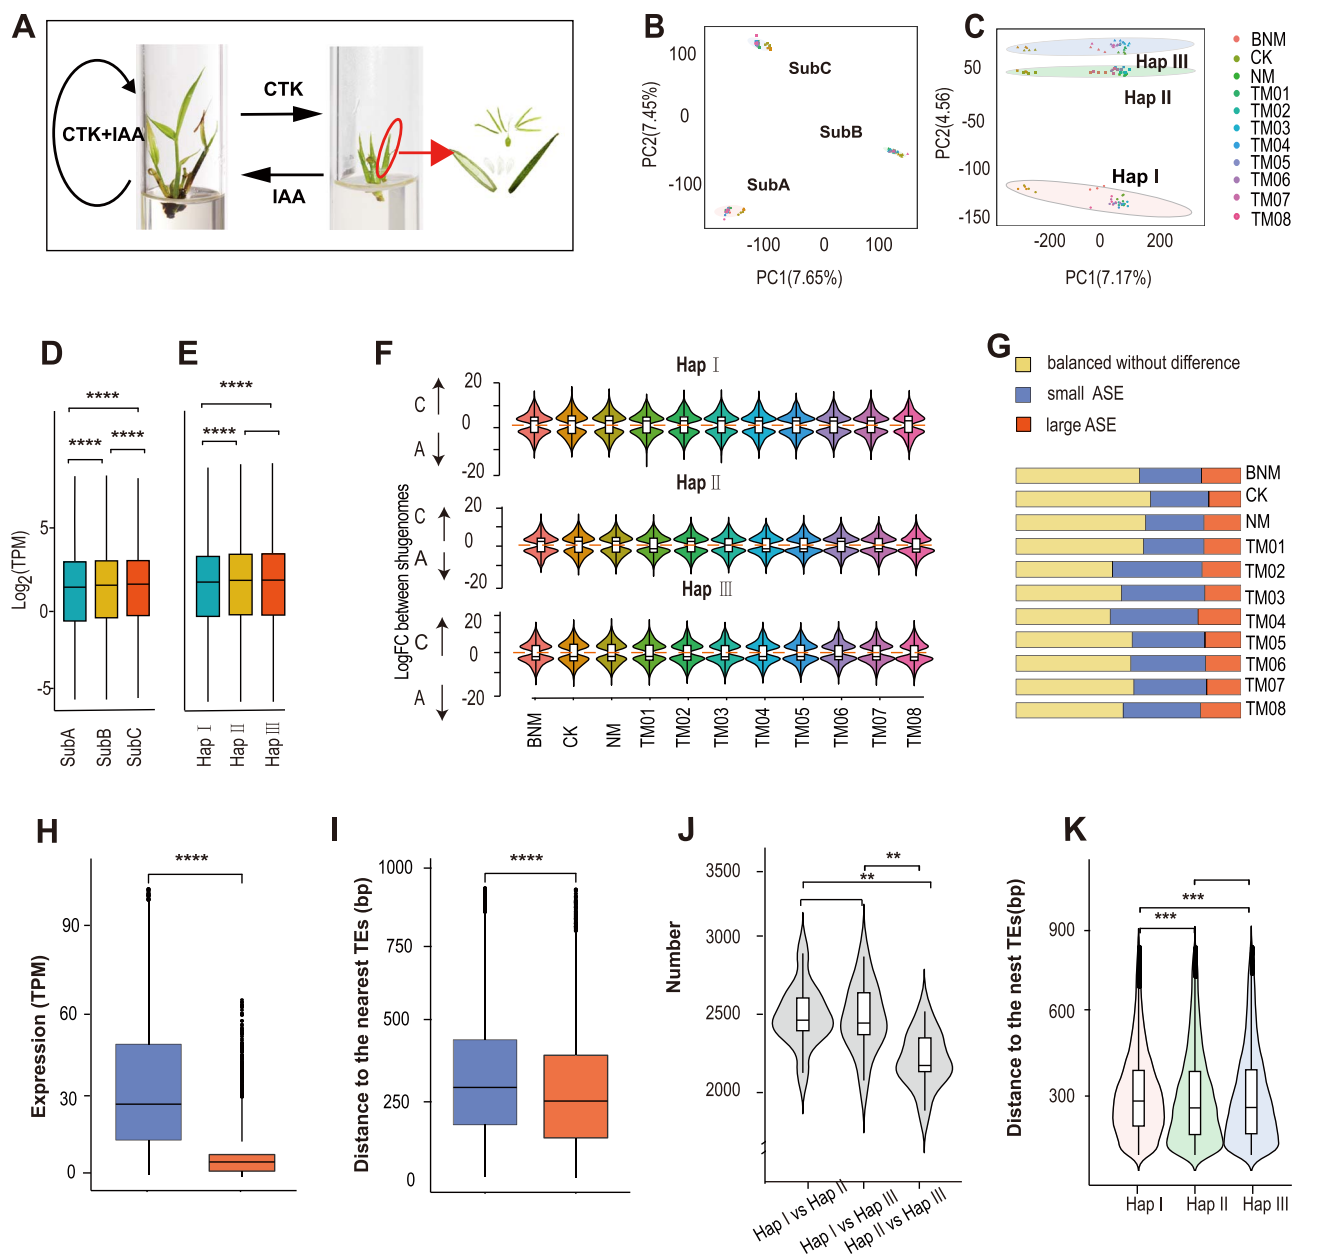 A
CTK+IAA
CTK
IAA
B
PC2(7.45%)
100
0
-100
SubC
SubB
SubA
-100
0
100
PC1(7.65%)
C
PC2(4.56)
50
-50
-100
-150
Hap III
Hap II
Hap I
-200
0
200
PC1(7.17%)
BNM
CK
NM
TM01
TM02
TM03
TM04
TM05
TM06
TM07
TM08
D
****
****
****
Log2(TPM)
5
0
-5
SubA
SubB
SubC
E
****
****
Hap I
Hap II
Hap III
F
LogFC between shugenomes
Hap I
C
A
20
0
-20
Hap II
C
A
20
0
-20
Hap III
C
A
20
0
-20
BNM
CK
NM
TM01
TM02
TM03
TM04
TM05
TM06
TM07
TM08
G
balanced without difference
small ASE
large ASE
BNM
CK
NM
TM01
TM02
TM03
TM04
TM05
TM06
TM07
TM08
H
****
Expression (TPM)
90
60
30
0
I
****
Distance to the nearest TEs (bp)
1000
750
500
250
0
J
**
**
Number
3500
3000
2500
2000
Hap I vs Hap II
Hap I vs Hap III
Hap II vs Hap III
K
***
***
Distance to the nest TEs(bp)
900
600
300
Hap I
Hap II
Hap III